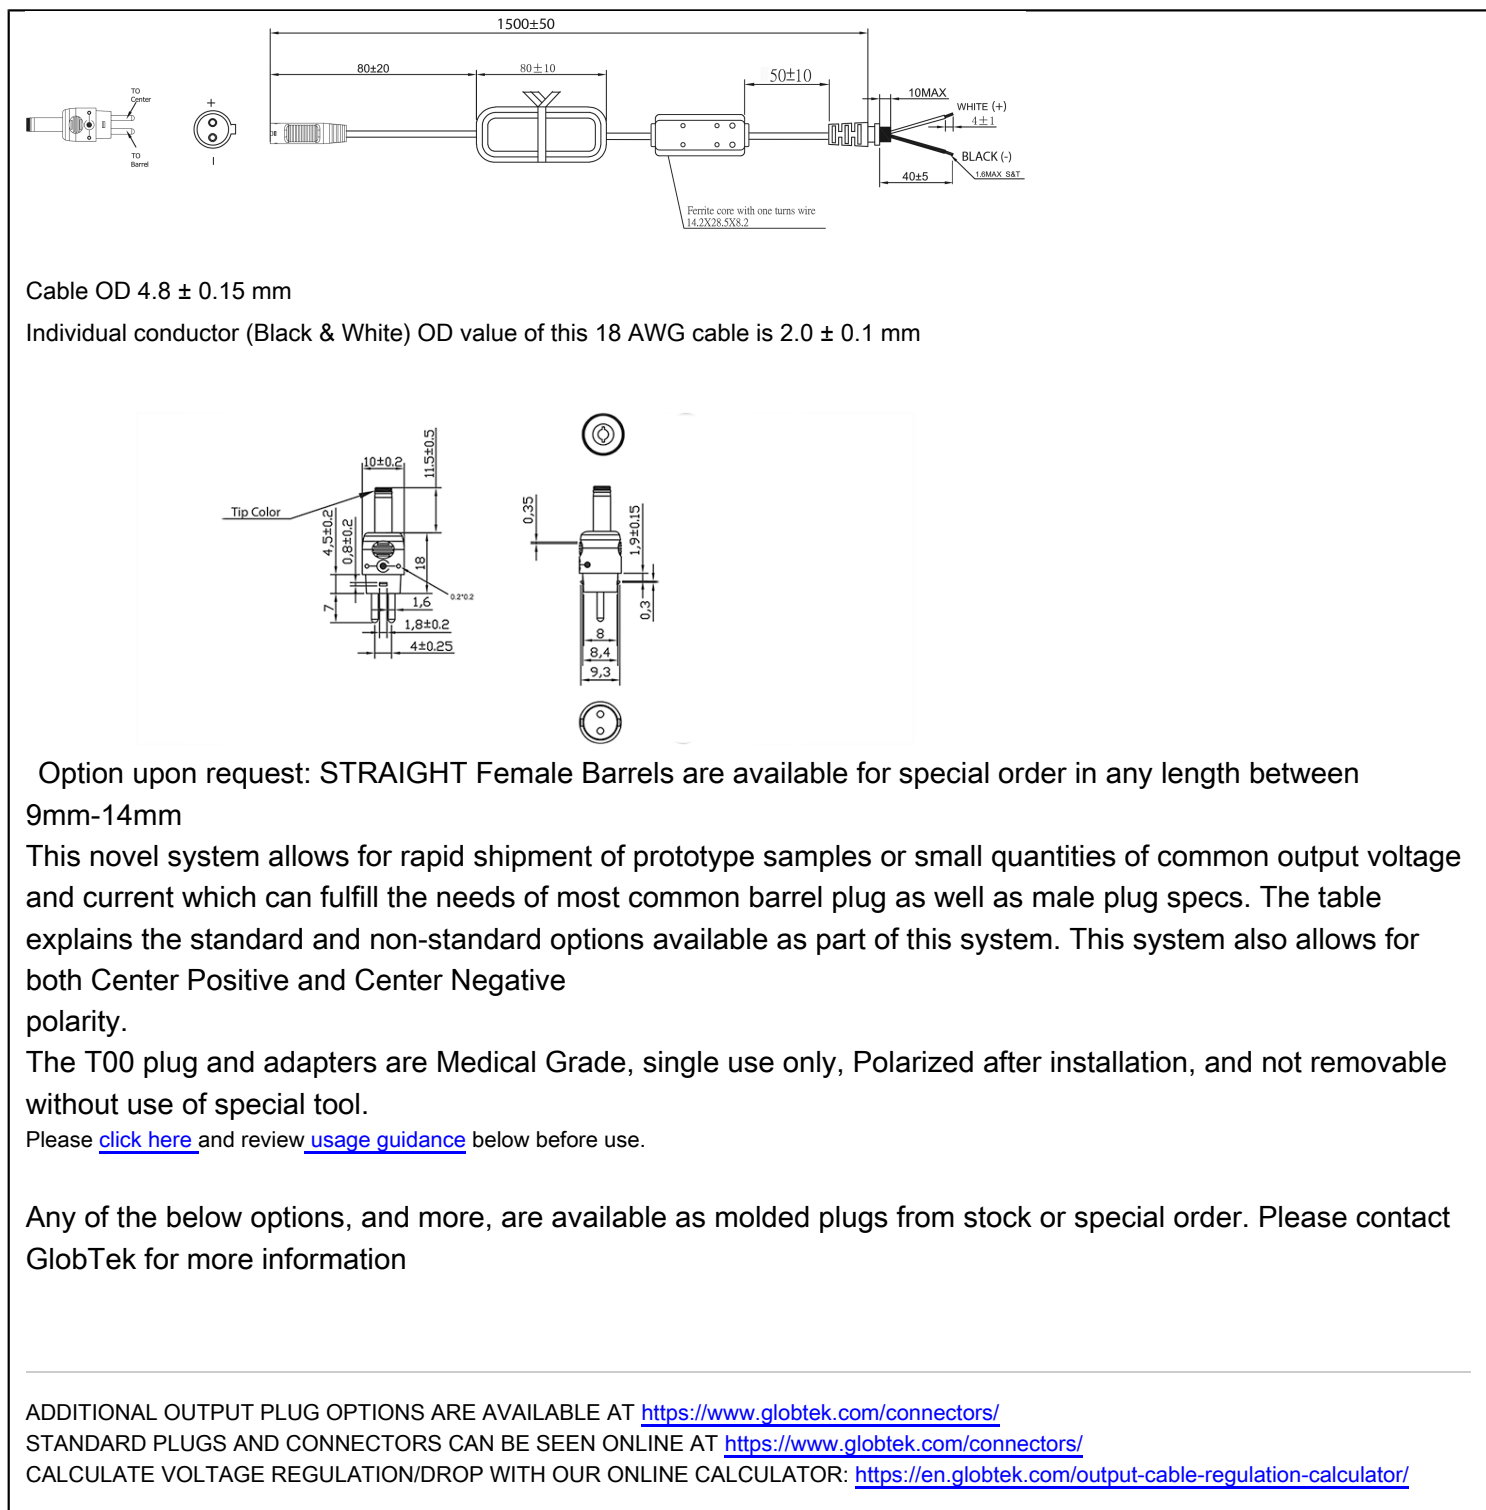 1500±50
80±20
80±10
50±10
10MAX
TO
Center
TO
Barrel
+
WHITE (+)
4±1
BLACK (-)
1.6MAX S&T
40±5
Ferrite core with one turns wire
14.2X28.5X8.2
Cable OD 4.8 ± 0.15 mm
Individual conductor (Black & White) OD value of this 18 AWG cable is 2.0 ± 0.1 mm
10±0.2
11.5±0.5
Tip Color
4,5±0.2
0,8±0.2
18
7
0.2*0.2
1,6
1,8±0.2
4±0.25
0,35
1,9±0.15
0,3
8
8,4
9,3
Option upon request: STRAIGHT Female Barrels are available for special order in any length between
9mm-14mm
This novel system allows for rapid shipment of prototype samples or small quantities of common output voltage
and current which can fulfill the needs of most common barrel plug as well as male plug specs. The table
explains the standard and non-standard options available as part of this system. This system also allows for
both Center Positive and Center Negative
polarity.
The T00 plug and adapters are Medical Grade, single use only, Polarized after installation, and not removable
without use of special tool.
Please click here and review usage guidance below before use.
Any of the below options, and more, are available as molded plugs from stock or special order. Please contact
GlobTek for more information
ADDITIONAL OUTPUT PLUG OPTIONS ARE AVAILABLE AT https://www.globtek.com/connectors/
STANDARD PLUGS AND CONNECTORS CAN BE SEEN ONLINE AT https://www.globtek.com/connectors/
CALCULATE VOLTAGE REGULATION/DROP WITH OUR ONLINE CALCULATOR: https://en.globtek.com/output-cable-regulation-calculator/